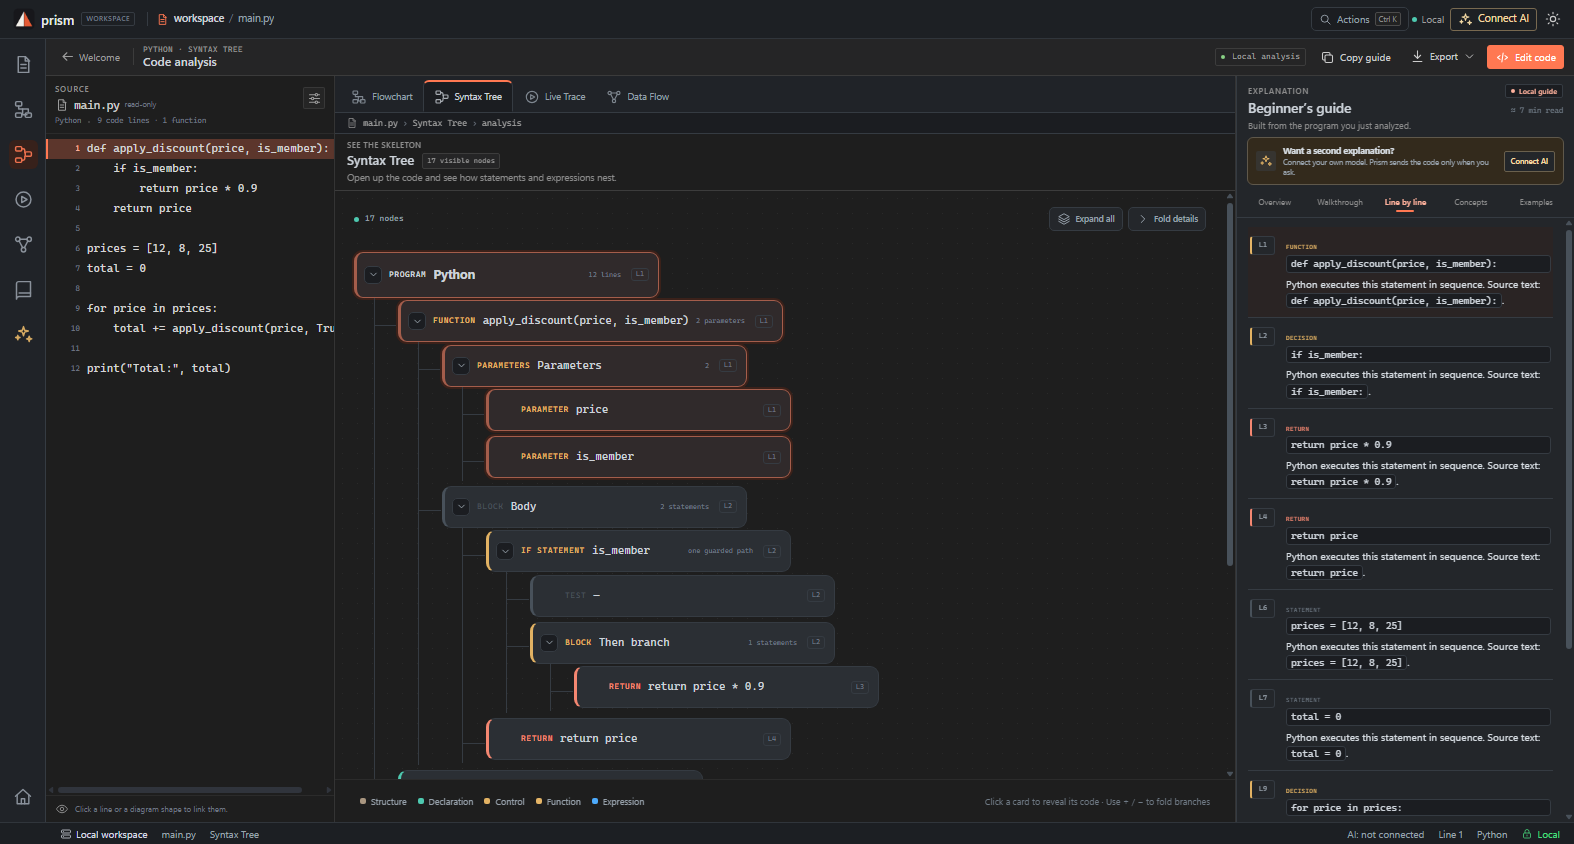 prism WORKSPACE workspace / main.py
Actions Ctrl K Local Connect AI
Welcome PYTHON · SYNTAX TREE
Code analysis
Local analysis Copy guide Export Edit code
SOURCE
main.py read-only
Python . 9 code lines · 1 function
1 def apply_discount(price, is_member):
2 if is_member:
3 return price * 0.9
4 return price
5
6 prices = [12, 8, 25]
7 total = 0
8
9 for price in prices:
10 total += apply_discount(price, Tru
11
12 print("Total:", total)
Click a line or a diagram shape to link them.
Flowchart Syntax Tree Live Trace Data Flow
main.py › Syntax Tree › analysis
SEE THE SKELETON
Syntax Tree 17 visible nodes
Open up the code and see how statements and expressions nest.
17 nodes Expand all Fold details
PROGRAM Python 12 lines L1
FUNCTION apply_discount(price, is_member) 2 parameters L1
PARAMETERS Parameters 2 L1
PARAMETER price L1
PARAMETER is_member L1
BLOCK Body 2 statements L2
IF STATEMENT is_member one guarded path L2
TEST — L2
BLOCK Then branch 1 statements L2
RETURN return price * 0.9 L3
RETURN return price L4
Structure Declaration Control Function Expression
Click a card to reveal its code · Use + / − to fold branches
EXPLANATION Local guide
Beginner's guide 7 min read
Built from the program you just analyzed.
Want a second explanation?
Connect your own model. Prism sends the code only when you
ask.
Connect AI
Overview Walkthrough Line by line Concepts Examples
L1 FUNCTION
def apply_discount(price, is_member):
Python executes this statement in sequence. Source text:
def apply_discount(price, is_member): .
L2 DECISION
if is_member:
Python executes this statement in sequence. Source text:
if is_member: .
L3 RETURN
return price * 0.9
Python executes this statement in sequence. Source text:
return price * 0.9 .
L4 RETURN
return price
Python executes this statement in sequence. Source text:
return price .
L6 STATEMENT
prices = [12, 8, 25]
Python executes this statement in sequence. Source text:
prices = [12, 8, 25] .
L7 STATEMENT
total = 0
Python executes this statement in sequence. Source text:
total = 0 .
L9 DECISION
for price in prices:
Local workspace main.py Syntax Tree
AI: not connected Line 1 Python Local